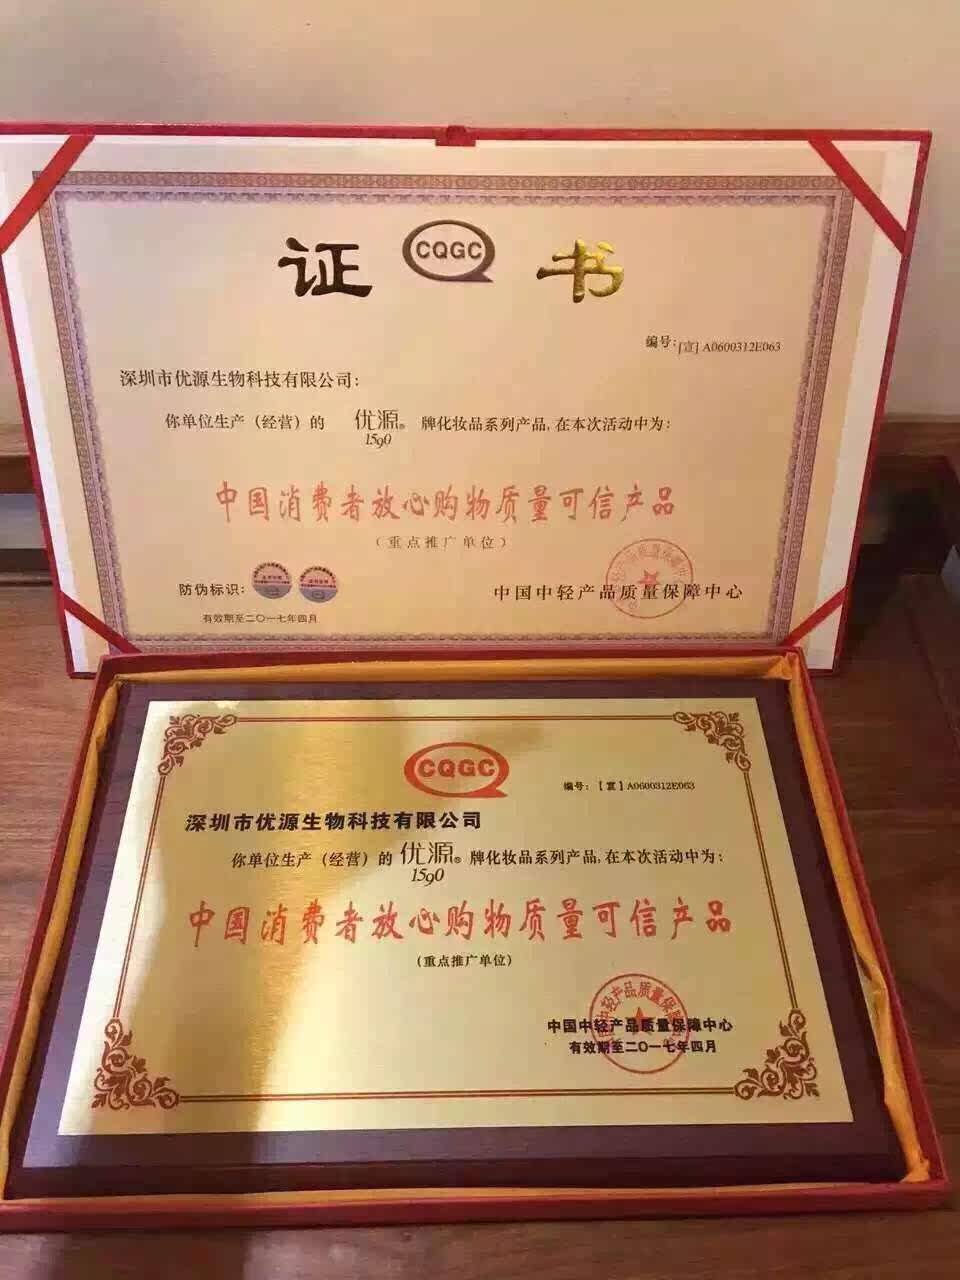 证 CQGC 书
编号:[宣] A0600312E063
深圳市优源生物科技有限公司:
你单位生产（经营）的 优源® 牌化妆品系列产品,在本次活动中为:
1590
中国消费者放心购物质量可信产品
（重点推广单位）
防伪标识:
中国中轻产品质量保障中心
有效期至二〇一七年四月
CQGC
编号:【宣】A0600312E063
深圳市优源生物科技有限公司
你单位生产（经营）的 优源® 牌化妆品系列产品,在本次活动中为:
1590
中国消费者放心购物质量可信产品
（重点推广单位）
中国中轻产品质量保障中心
有效期至二〇一七年四月